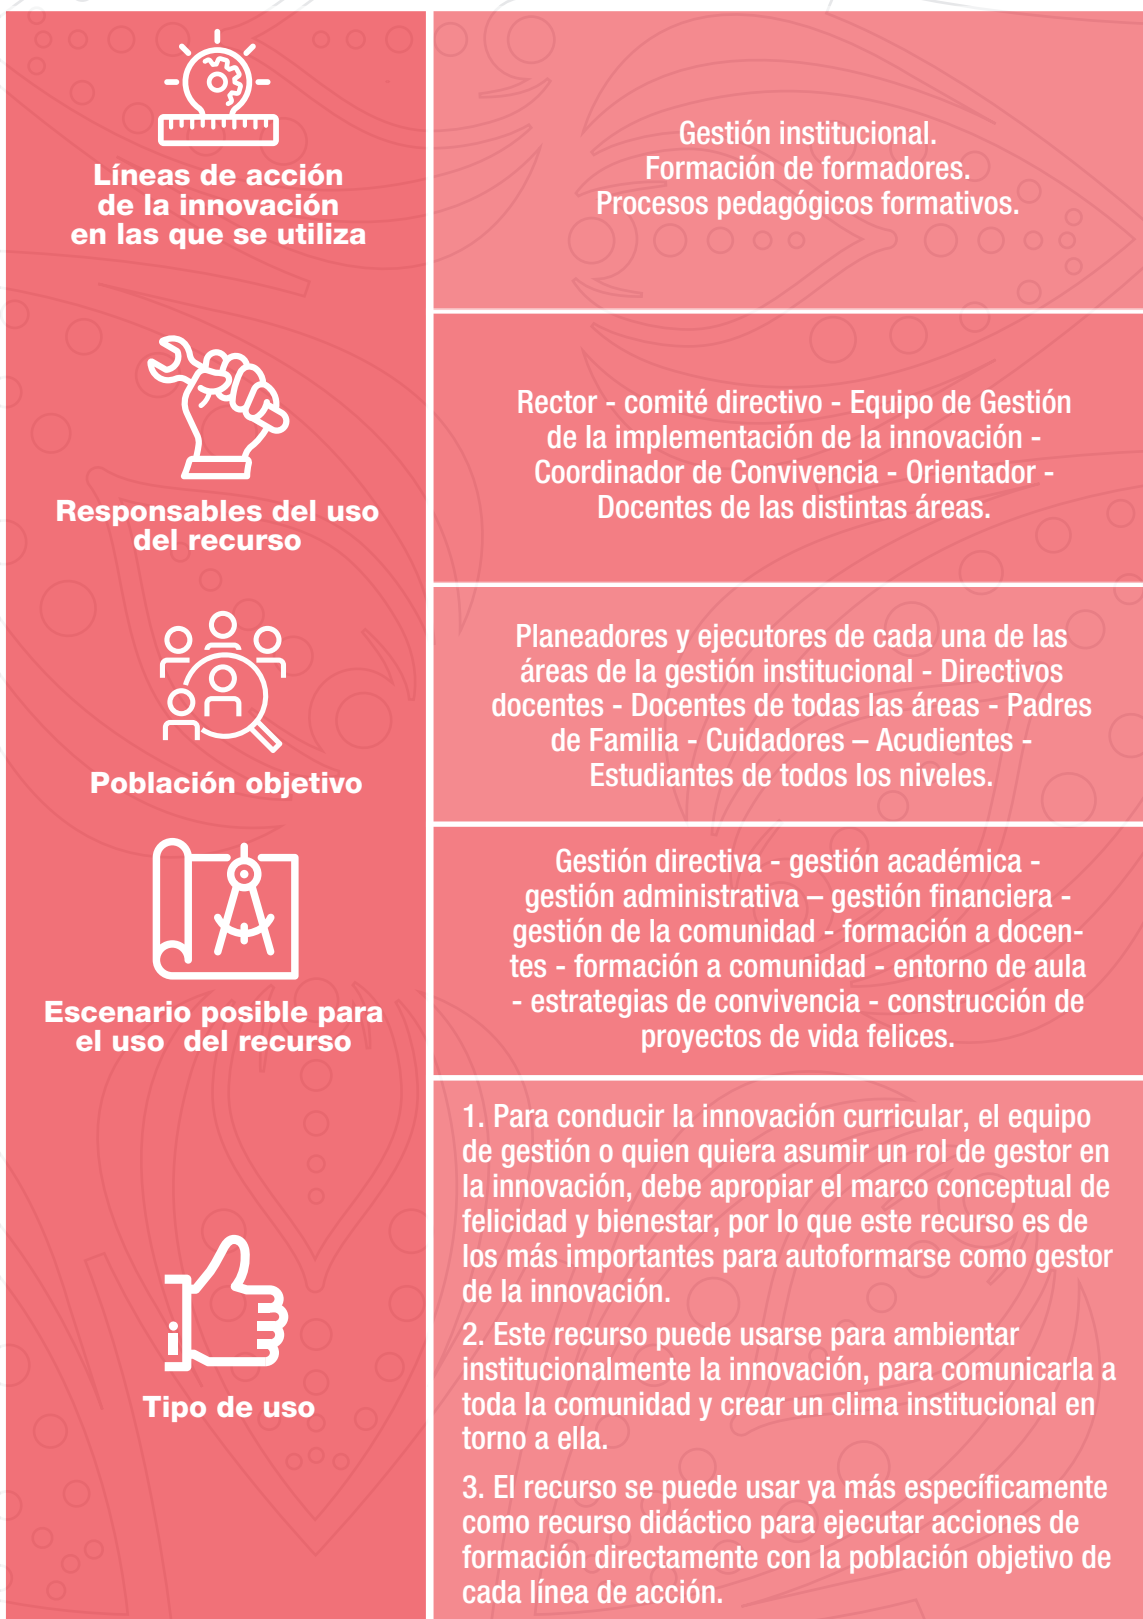 Líneas de acción
de la innovación
en las que se utiliza
Gestión institucional.
Formación de formadores.
Procesos pedagógicos formativos.
Responsables del uso
del recurso
Rector - comité directivo - Equipo de Gestión
de la implementación de la innovación -
Coordinador de Convivencia - Orientador -
Docentes de las distintas áreas.
Población objetivo
Planeadores y ejecutores de cada una de las
áreas de la gestión institucional - Directivos
docentes - Docentes de todas las áreas - Padres
de Familia - Cuidadores – Acudientes -
Estudiantes de todos los niveles.
Escenario posible para
el uso  del recurso
Gestión directiva - gestión académica -
gestión administrativa – gestión financiera -
gestión de la comunidad - formación a docen-
tes - formación a comunidad - entorno de aula
- estrategias de convivencia - construcción de
proyectos de vida felices.
Tipo de uso
1. Para conducir la innovación curricular, el equipo
de gestión o quien quiera asumir un rol de gestor en
la innovación, debe apropiar el marco conceptual de
felicidad y bienestar, por lo que este recurso es de
los más importantes para autoformarse como gestor
de la innovación.
2. Este recurso puede usarse para ambientar
institucionalmente la innovación, para comunicarla a
toda la comunidad y crear un clima institucional en
torno a ella.
3. El recurso se puede usar ya más específicamente
como recurso didáctico para ejecutar acciones de
formación directamente con la población objetivo de
cada línea de acción.